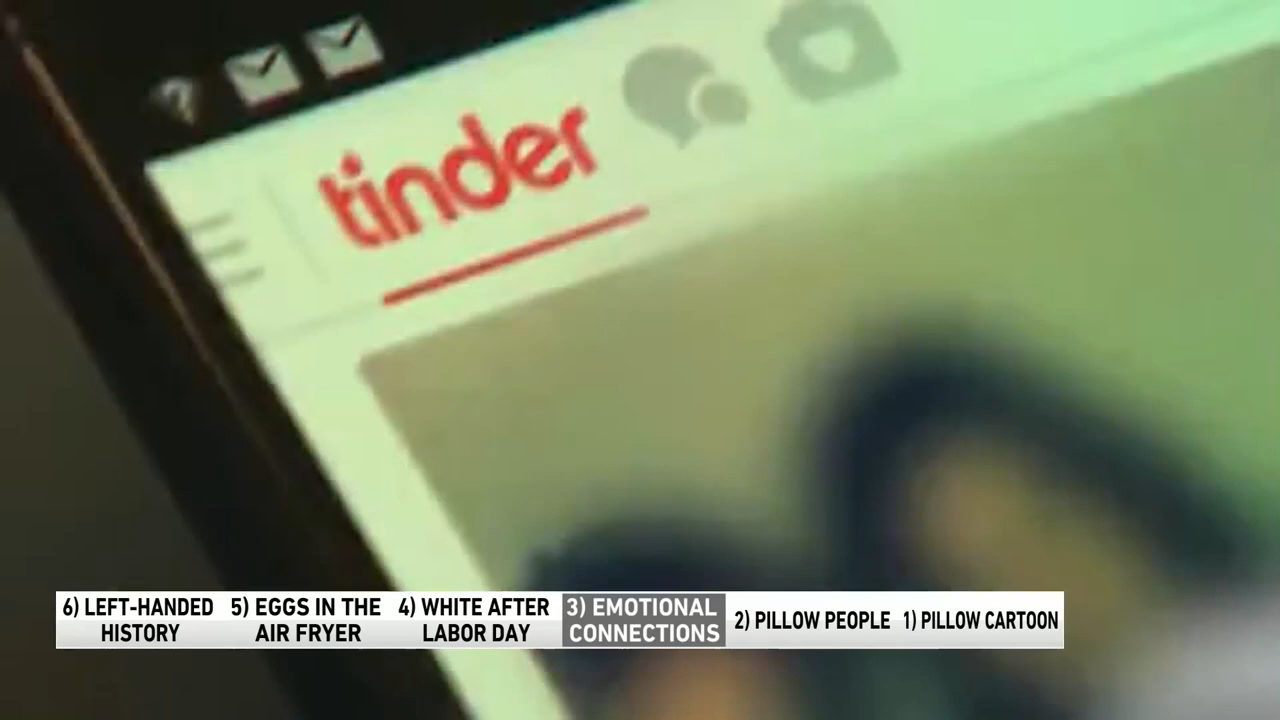 tinder
6) LEFT-HANDED
HISTORY
5) EGGS IN THE
AIR FRYER
4) WHITE AFTER
LABOR DAY
3) EMOTIONAL
CONNECTIONS
2) PILLOW PEOPLE
1) PILLOW CARTOON